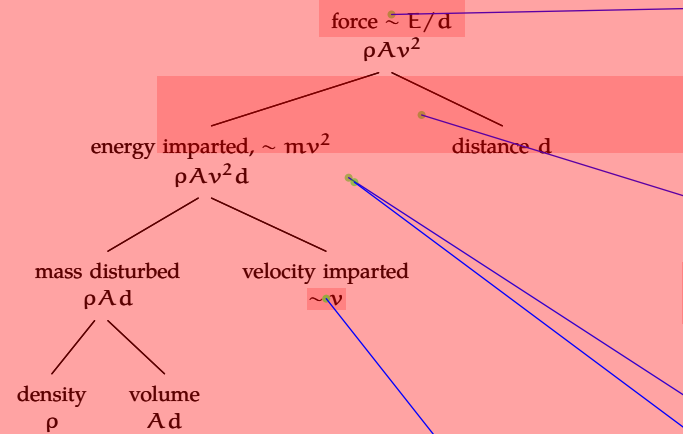 force ~ E/d
ρAv²
energy imparted, ~ mv² distance d
ρAv²d
mass disturbed velocity imparted
ρAd ~v
density volume
ρ Ad